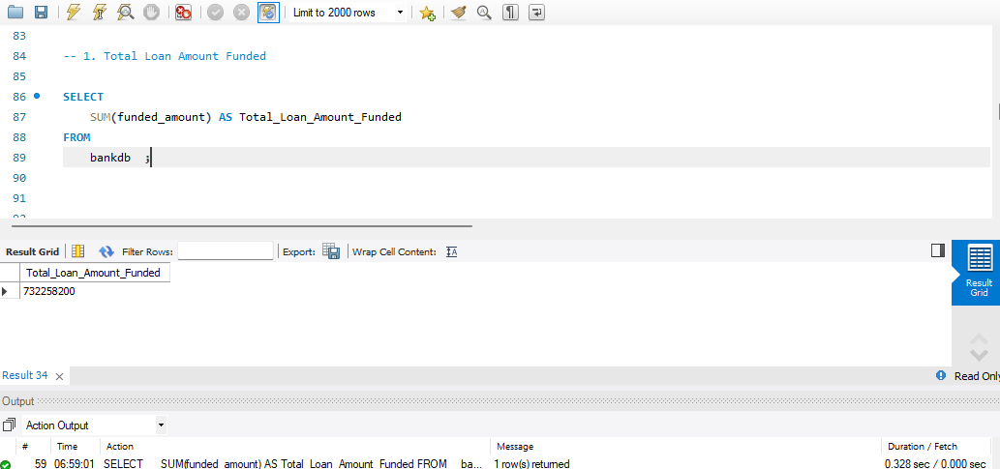 Limit to 2000 rows
83
84 -- 1. Total Loan Amount Funded
85
86 SELECT
87 SUM(funded_amount) AS Total_Loan_Amount_Funded
88 FROM
89 bankdb ;
90
91
92
Result Grid Filter Rows: Export: Wrap Cell Content:
Total_Loan_Amount_Funded
732258200
Result Grid
Result 34 Read Only
Output
Action Output
# Time Action Message Duration / Fetch
59 06:59:01 SELECT SUM(funded_amount) AS Total_Loan_Amount_Funded FROM ba... 1 row(s) returned 0.328 sec / 0.000 sec